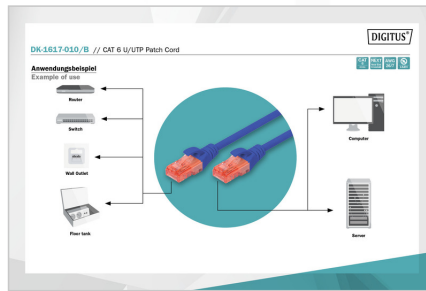 DIGITUS®
DK-1617-010/B // CAT 6 U/UTP Patch Cord
Anwendungsbeispiel
Example of use
Router
Switch
Wall Outlet
Floor tank
Computer
Server